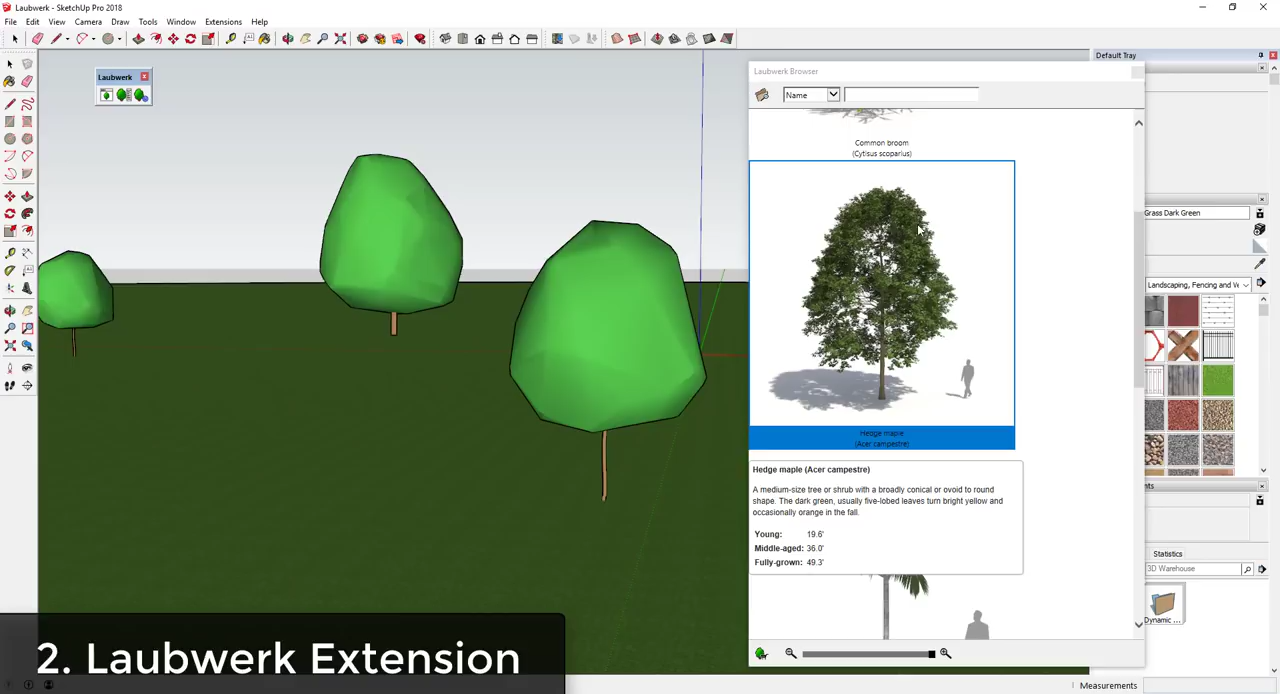 Laubwerk - SketchUp Pro 2018
File Edit View Camera Draw Tools Window Extensions Help
Default Tray
Laubwerk
Laubwerk Browser
Name
Common broom
(Cytisus scoparius)
Grass Dark Green
Landscaping, Fencing and Ve
Hedge maple
(Acer campestre)
Hedge maple (Acer campestre)
A medium-size tree or shrub with a broadly conical or ovoid to round
shape. The dark green, usually five-lobed leaves turn bright yellow and
occasionally orange in the fall.
Young: 19.6'
Middle-aged: 36.0'
Fully-grown: 49.3'
nts
Statistics
3D Warehouse
Dynamic ...
2. Laubwerk Extension
Measurements